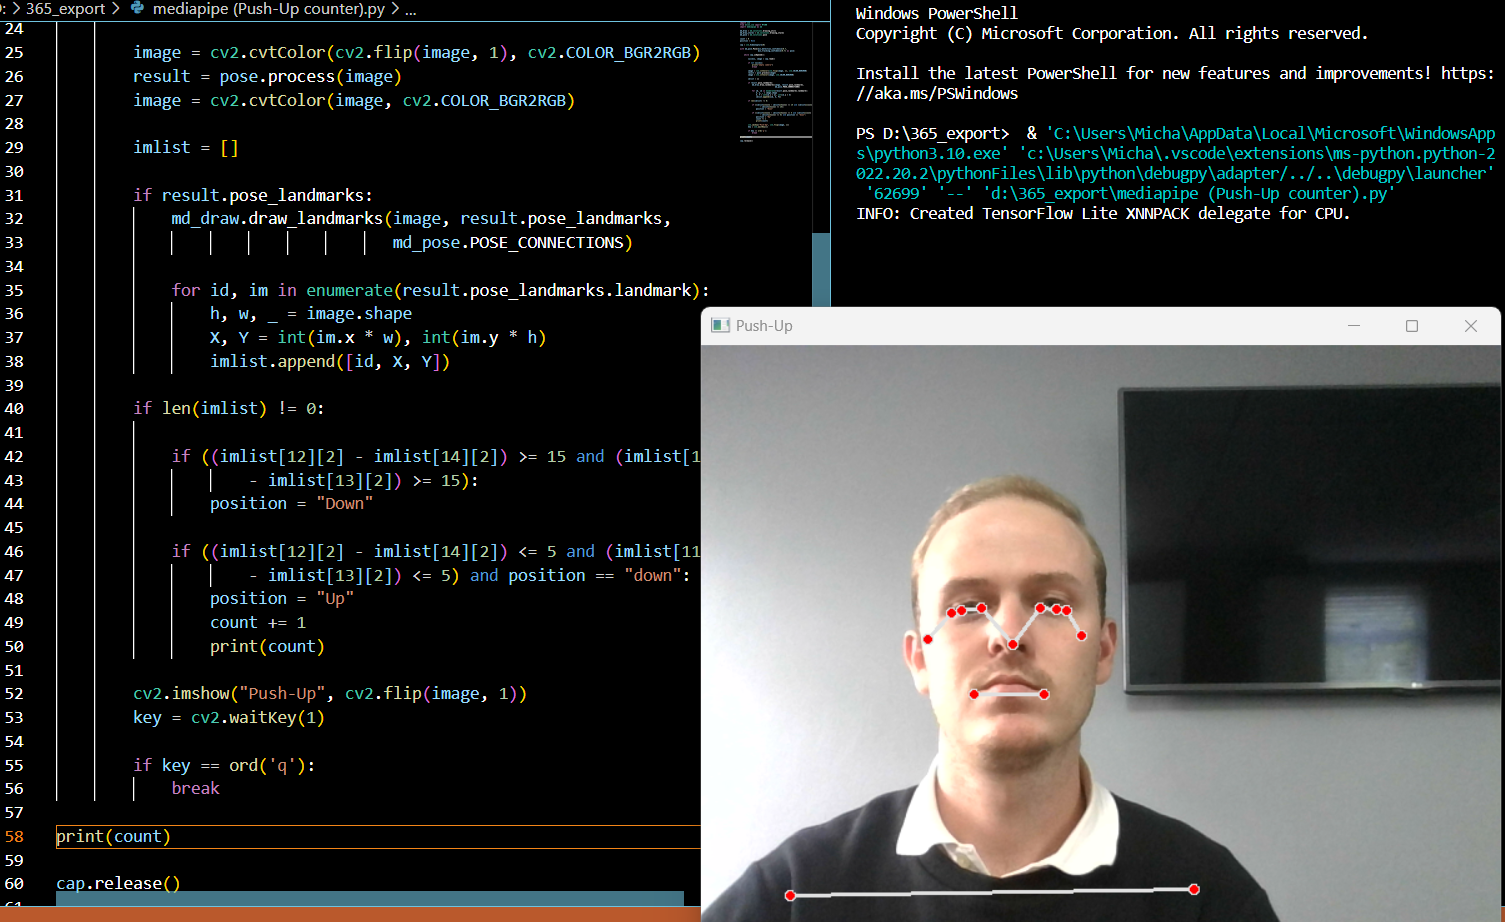 365_export > mediapipe (Push-Up counter).py > ...
24
25 image = cv2.cvtColor(cv2.flip(image, 1), cv2.COLOR_BGR2RGB)
26 result = pose.process(image)
27 image = cv2.cvtColor(image, cv2.COLOR_BGR2RGB)
28
29 imlist = []
30
31 if result.pose_landmarks:
32 md_draw.draw_landmarks(image, result.pose_landmarks,
33 md_pose.POSE_CONNECTIONS)
34
35 for id, im in enumerate(result.pose_landmarks.landmark):
36 h, w, _ = image.shape
37 X, Y = int(im.x * w), int(im.y * h)
38 imlist.append([id, X, Y])
39
40 if len(imlist) != 0:
41
42 if ((imlist[12][2] - imlist[14][2]) >= 15 and (imlist[1
43 - imlist[13][2]) >= 15):
44 position = "Down"
45
46 if ((imlist[12][2] - imlist[14][2]) <= 5 and (imlist[11
47 - imlist[13][2]) <= 5) and position == "down":
48 position = "Up"
49 count += 1
50 print(count)
51
52 cv2.imshow("Push-Up", cv2.flip(image, 1))
53 key = cv2.waitKey(1)
54
55 if key == ord('q'):
56 break
57
58 print(count)
59
60 cap.release()
Windows PowerShell
Copyright (C) Microsoft Corporation. All rights reserved.
Install the latest PowerShell for new features and improvements! https:
//aka.ms/PSWindows
PS D:\365_export>  & 'C:\Users\Micha\AppData\Local\Microsoft\WindowsApp
s\python3.10.exe' 'c:\Users\Micha\.vscode\extensions\ms-python.python-2
022.20.2\pythonFiles\lib\python\debugpy\adapter/../..\debugpy\launcher'
'62699' '--' 'd:\365_export\mediapipe (Push-Up counter).py'
INFO: Created TensorFlow Lite XNNPACK delegate for CPU.
Push-Up